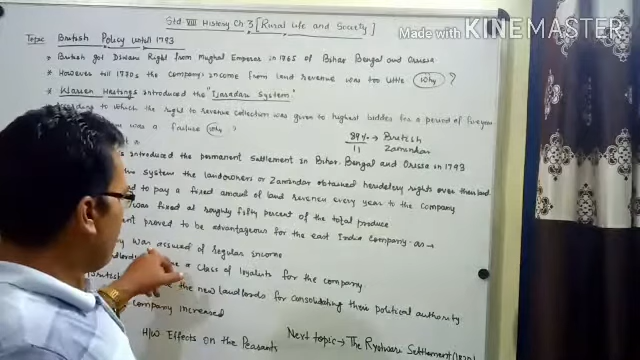 Std VIII History Ch 3 [Rural Life and Society]
Made with KINEMASTER
Topic British Policy until 1793
* British got Diwani Right from Mughal Emperor in 1765 of Bihar Bengal and Orissa
* However till 1770s the company's income from land revenue was too little (why) ?
* Warren Hastings introduced the "Ijaradari System"
According to which the right to revenue collection was given to highest bidder for a period of five year
was a failure (why) ?
89% → British
11 Zamindar
introduced the permanent settlement in Bihar, Bengal and Orissa in 1793
system the landowners or Zamindar obtained heredetery rights over their land
to pay a fixed amount of land revenue every year to the company
was fixed at roughly fifty percent of the total produce
proved to be advantageous for the east India company as →
was assured of regular income
a class of loyalists for the company
the new landlords for consolidating their political authority
company increased
H/W Effects on the Peasants
Next topic → The Ryotwari Settlement (1820)